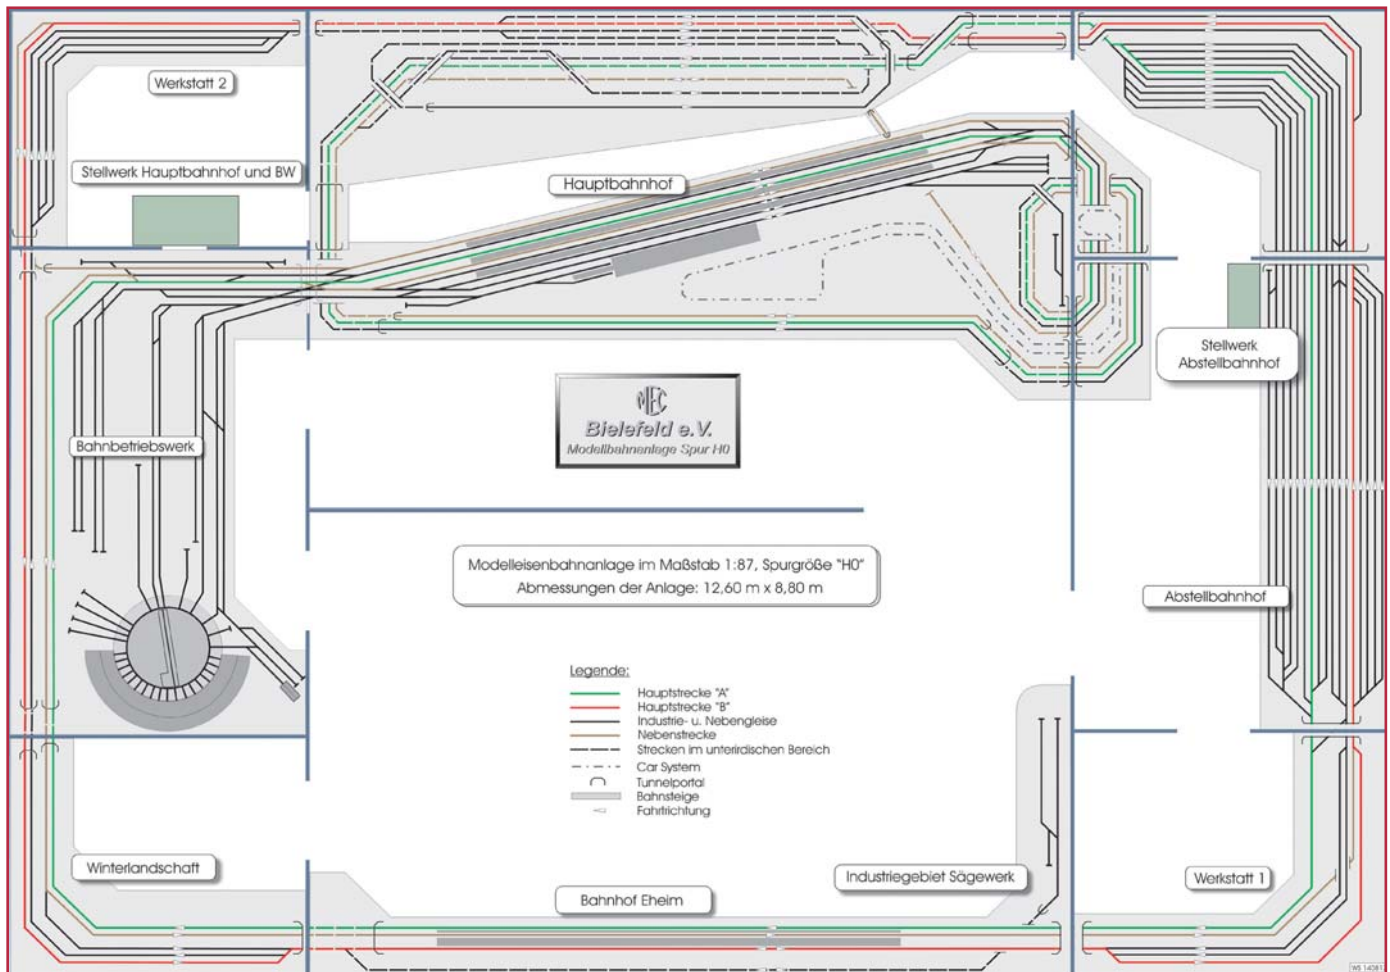 Werkstatt 2
Stellwerk Hauptbahnhof und BW
Hauptbahnhof
Stellwerk
Abstellbahnhof
MEC
Bielefeld e.V.
Modellbahnanlage Spur H0
Bahnbetriebswerk
Modelleisenbahnanlage im Maßstab 1:87, Spurgröße "H0"
Abmessungen der Anlage: 12,60 m x 8,80 m
Abstellbahnhof
Legende:
Hauptstrecke "A"
Hauptstrecke "B"
Industrie- u. Nebengleise
Nebenstrecke
Strecken im unterirdischen Bereich
Car System
Tunnelportal
Bahnsteige
Fahrtrichtung
Winterlandschaft
Bahnhof Eheim
Industriegebiet Sägewerk
Werkstatt 1